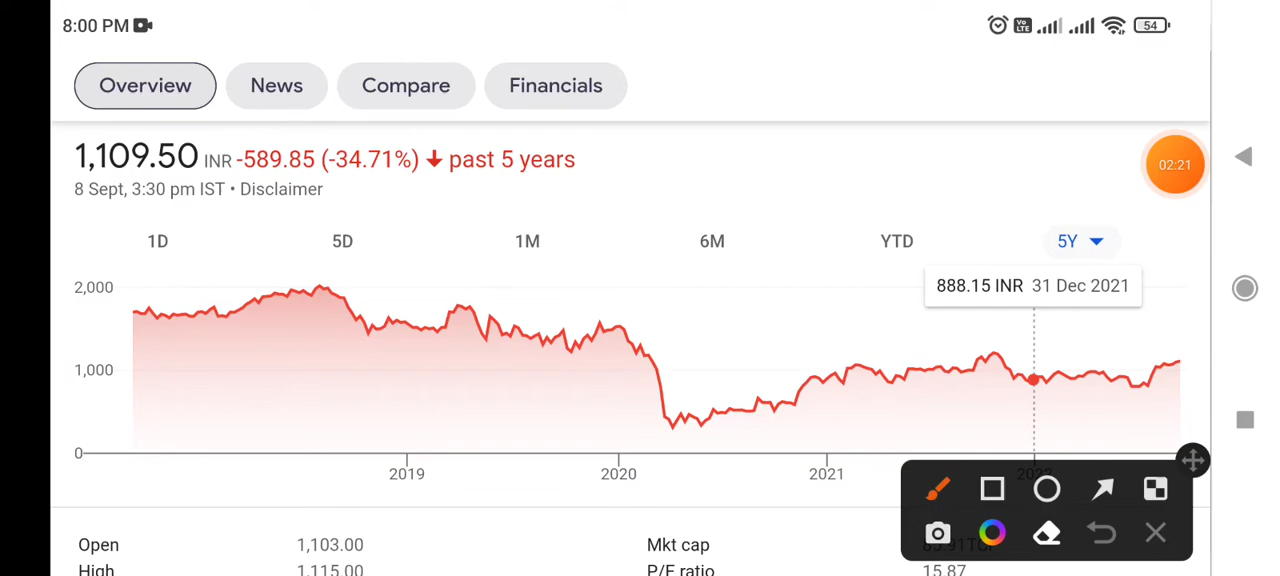 8:00 PM Vo LTE 54
Overview News Compare Financials
1,109.50 INR -589.85 (-34.71%) past 5 years
02:21
8 Sept, 3:30 pm IST • Disclaimer
1D 5D 1M 6M YTD 5Y
888.15 INR 31 Dec 2021
2,000
1,000
0
2019 2020 2021 2022
Open 1,103.00 Mkt cap
High 1,115.00 P/E ratio 15.87